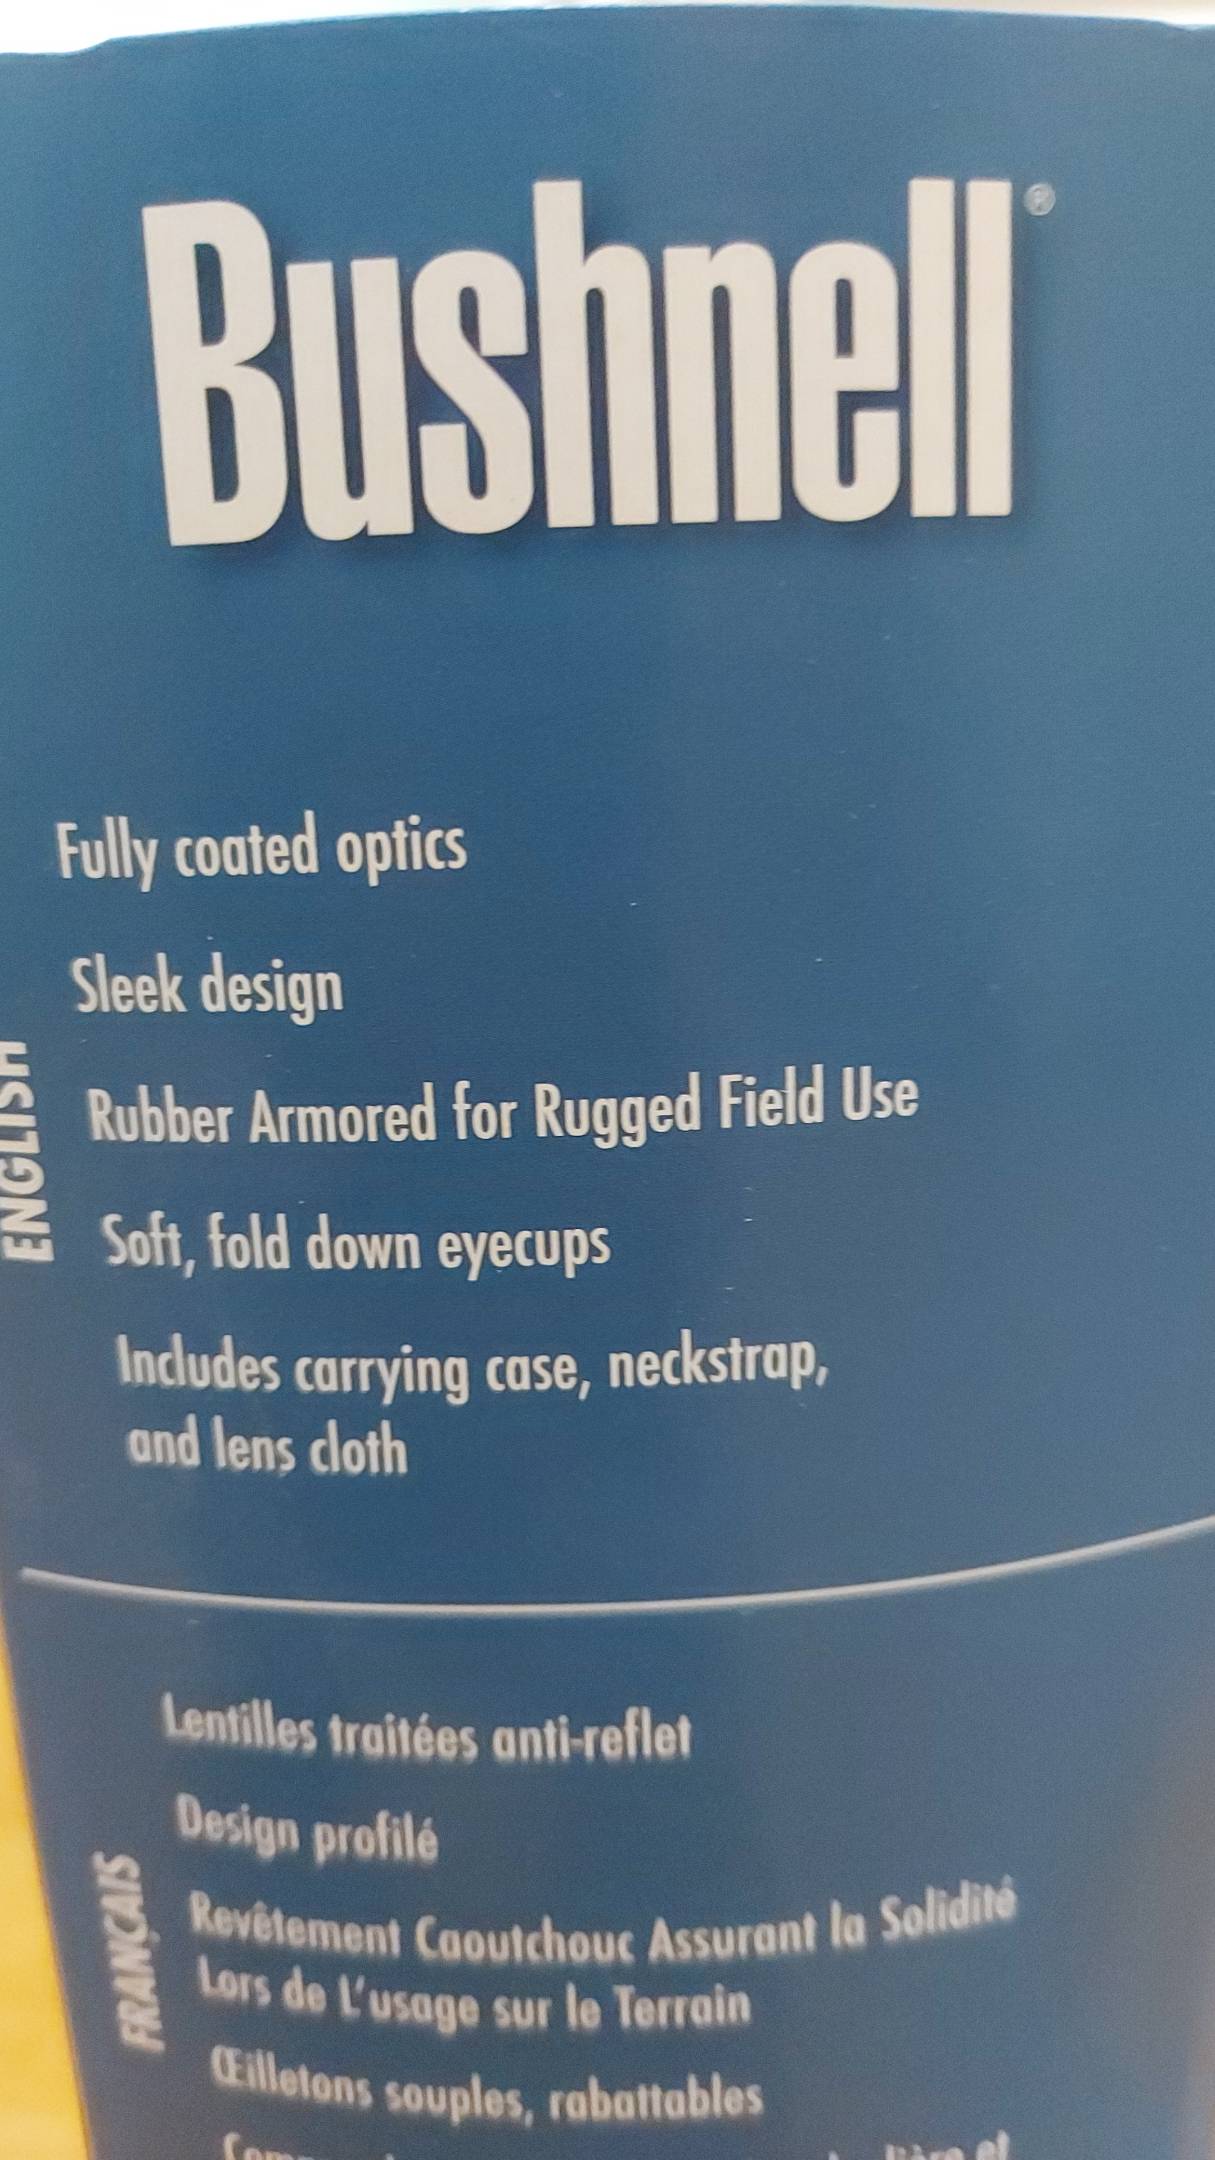 Bushnell®
ENGLISH
Fully coated optics
Sleek design
Rubber Armored for Rugged Field Use
Soft, fold down eyecups
Includes carrying case, neckstrap,
and lens cloth
FRANÇAIS
Lentilles traitées anti-reflet
Design profilé
Revêtement Caoutchouc Assurant la Solidité
Lors de L'usage sur le Terrain
Œilletons souples, rabattables
et